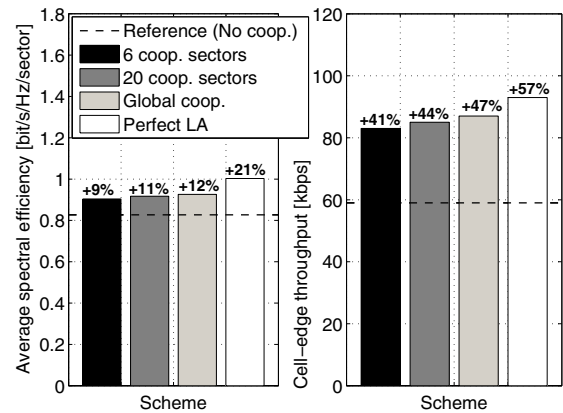 Average spectral efficiency [bit/s/Hz/sector]
1.8
1.6
1.4
1.2
1
0.8
0.6
0.4
0.2
0
Reference (No coop.)
6 coop. sectors
20 coop. sectors
Global coop.
Perfect LA
+9%
+11%
+12%
+21%
Scheme
Cell-edge throughput [kbps]
120
100
80
60
40
20
0
+41%
+44%
+47%
+57%
Scheme